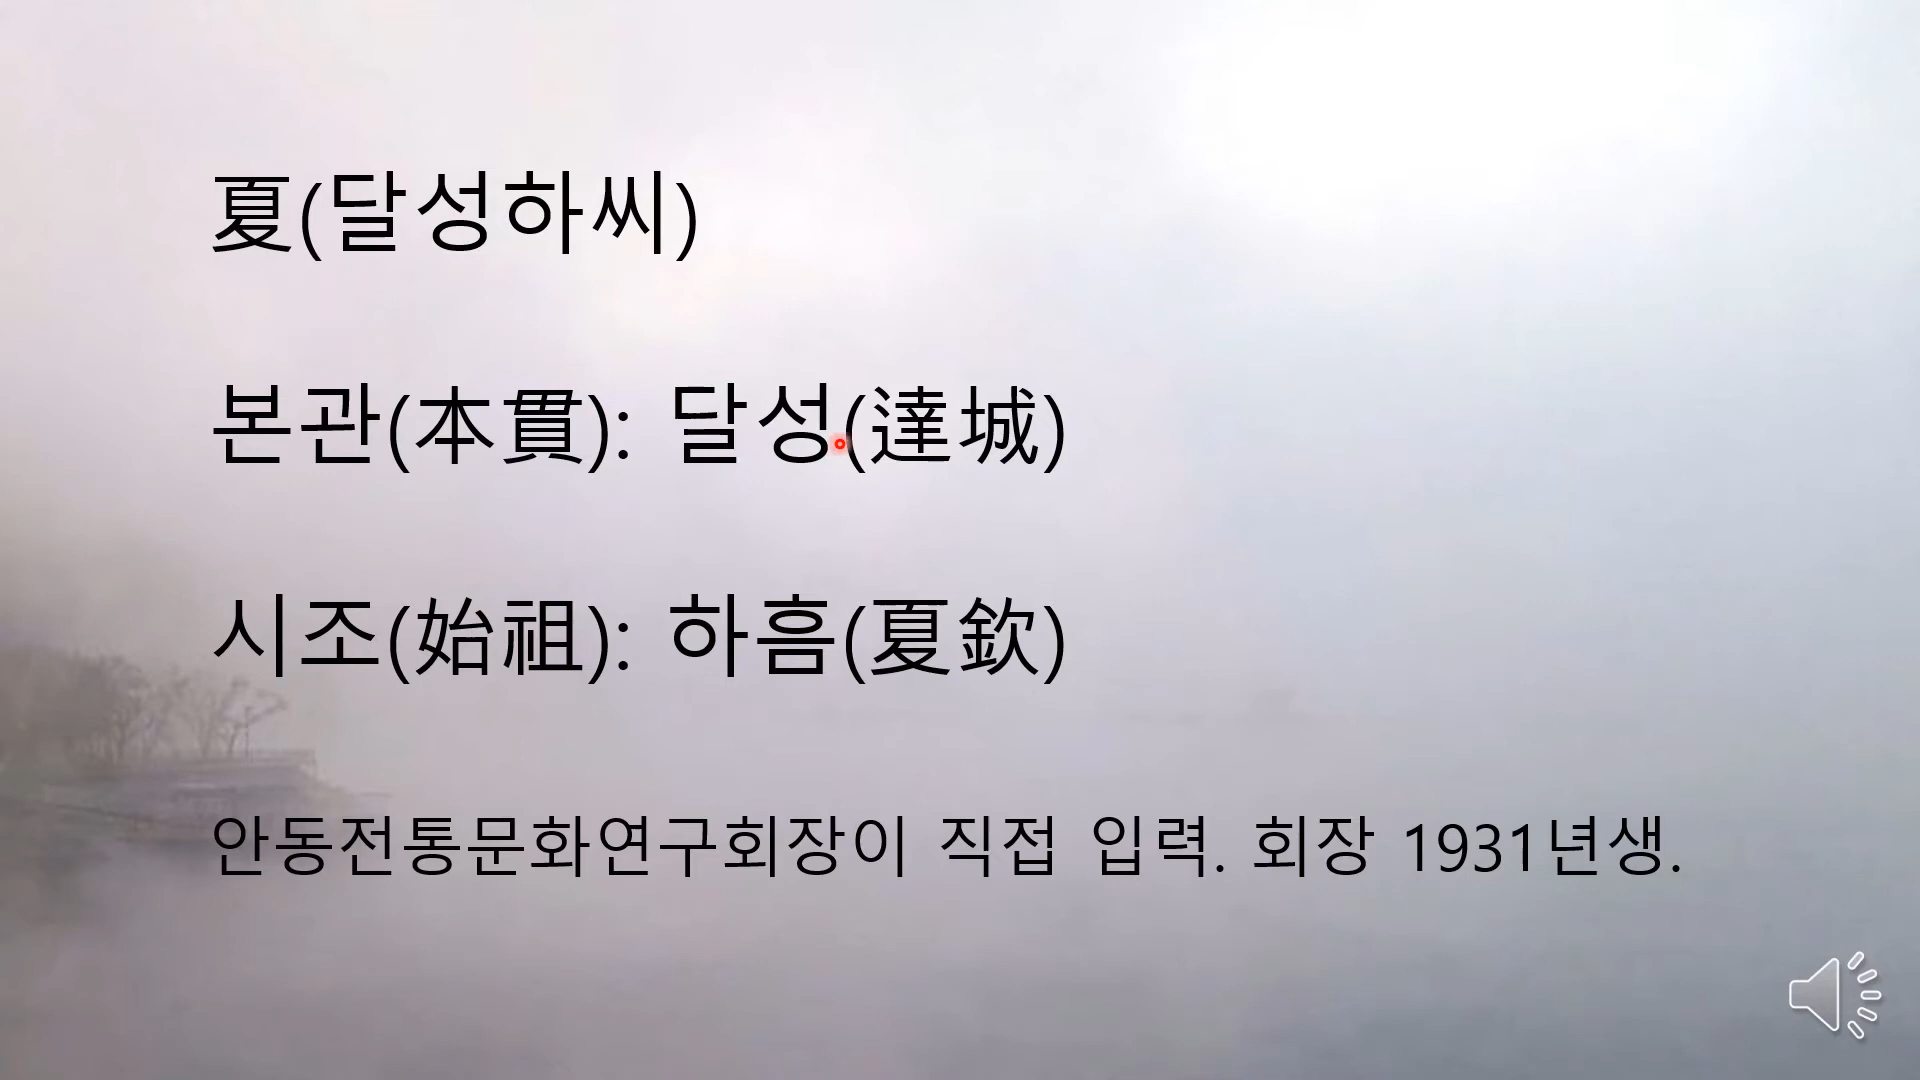 夏(달성하씨)
본관(本貫): 달성(達城)
시조(始祖): 하흠(夏欽)
안동전통문화연구회장이 직접 입력. 회장 1931년생.